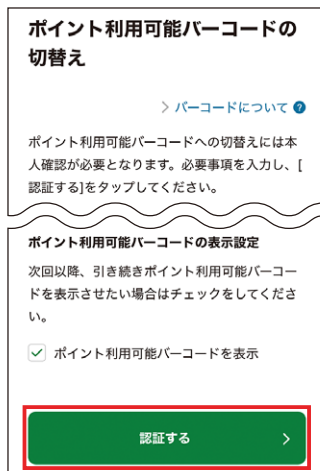 ポイント利用可能バーコードの
切替え
> バーコードについて ?
ポイント利用可能バーコードへの切替えには本
人確認が必要となります。必要事項を入力し、[
認証する]をタップしてください。
ポイント利用可能バーコードの表示設定
次回以降、引き続きポイント利用可能バーコー
ドを表示させたい場合はチェックをしてくださ
い。
ポイント利用可能バーコードを表示
認証する >